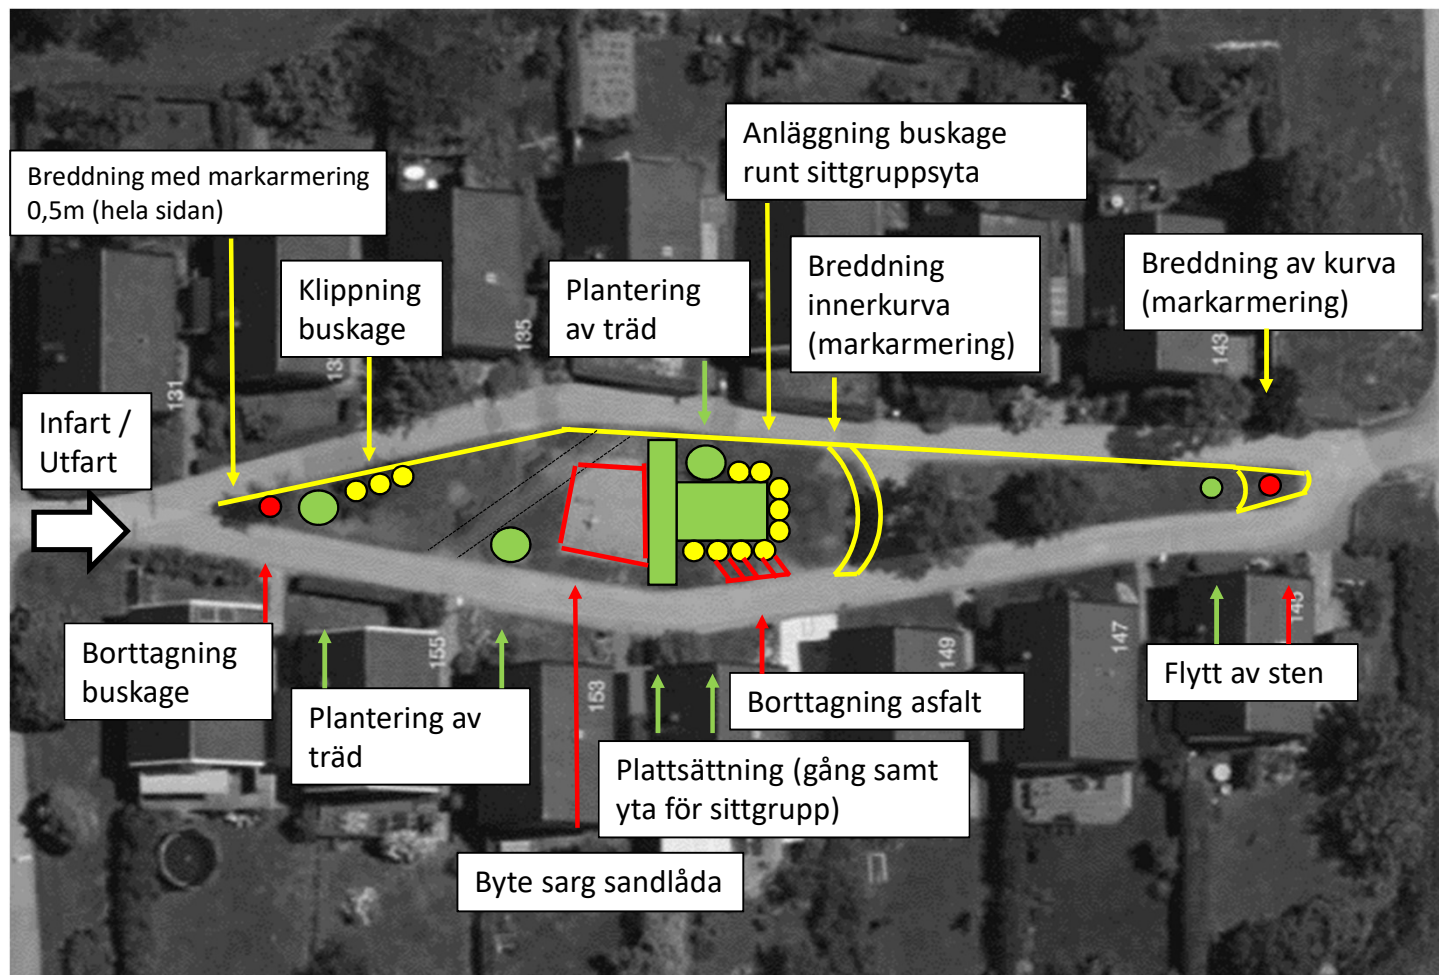 Anläggning buskage
runt sittgruppsyta
Breddning med markarmering
0,5m (hela sidan)
Klippning
buskage
Plantering
av träd
Breddning
innerkurva
(markarmering)
Breddning av kurva
(markarmering)
Infart /
Utfart
131
135
143
Borttagning
buskage
155
Plantering av
träd
153
Plattsättning (gång samt
yta för sittgrupp)
Borttagning asfalt
149
147
145
Flytt av sten
Byte sarg sandlåda